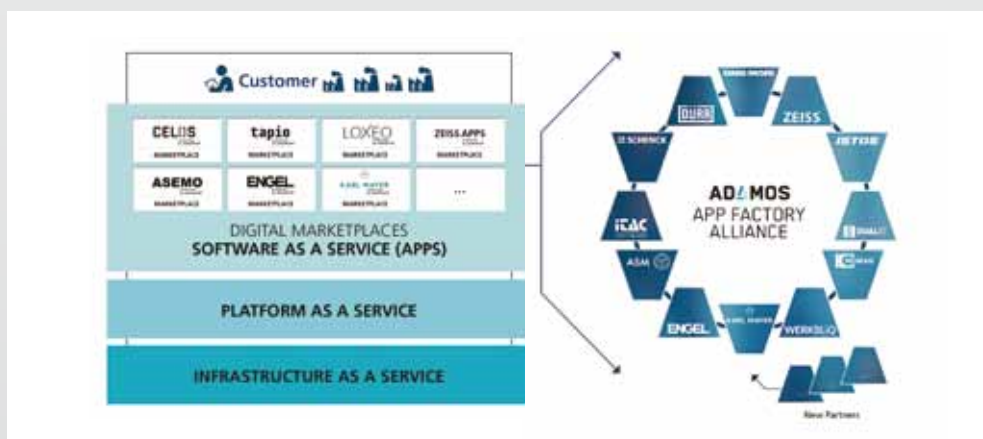 Customer
CELOS
MARKETPLACE
tapio
MARKETPLACE
LOXEO
MARKETPLACE
ZEISS APPS
MARKETPLACE
ASEMO
MARKETPLACE
ENGEL
MARKETPLACE
KARL MAYER
MARKETPLACE
...
DIGITAL MARKETPLACES
SOFTWARE AS A SERVICE (APPS)
PLATFORM AS A SERVICE
INFRASTRUCTURE AS A SERVICE
DÜRR
ZEISS
SCHENCK
ADAMOS
APP FACTORY
ALLIANCE
iTAC
ASM
ENGEL
KARL MAYER
WERKBLiQ
New Partners